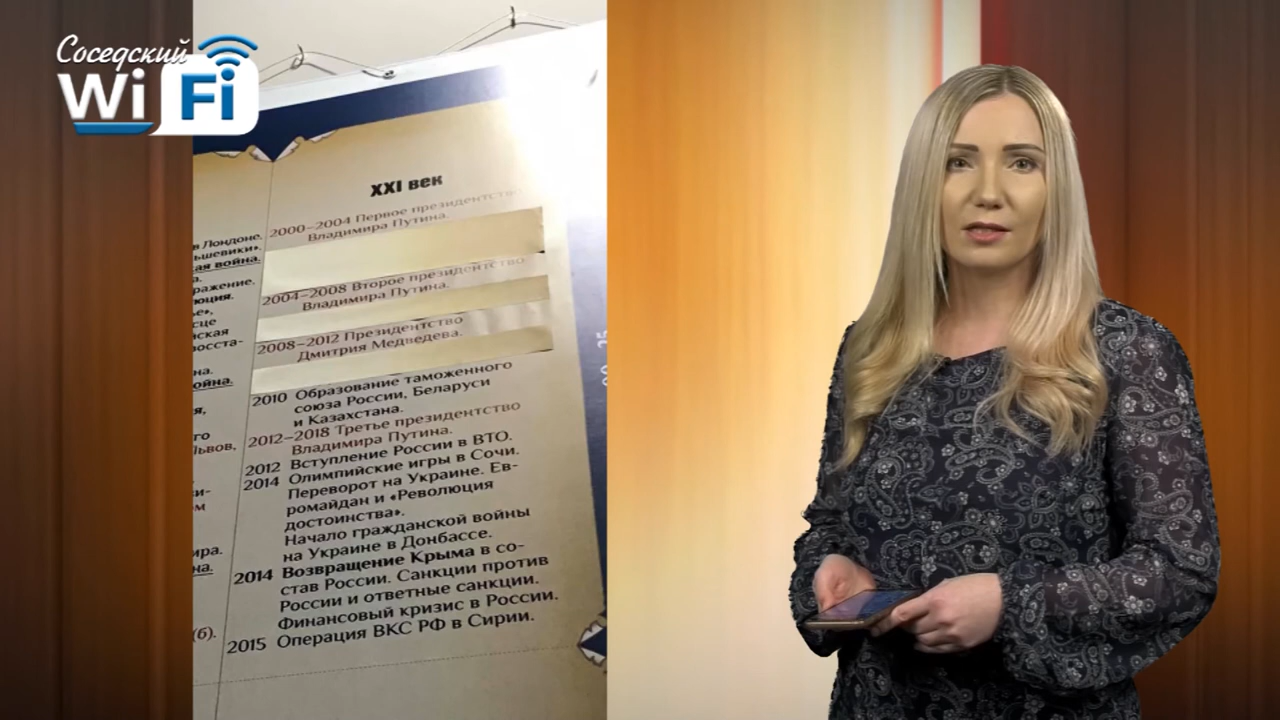 Соседский
Wi Fi
XXI век
2000–2004 Первое президентство
Владимира Путина.
2004–2008 Второе президентство
Владимира Путина.
2008–2012 Президентство
Дмитрия Медведева.
2010 Образование таможенного
союза России, Беларуси
и Казахстана.
2012–2018 Третье президентство
Владимира Путина.
2012 Вступление России в ВТО.
2014 Олимпийские игры в Сочи.
Переворот на Украине. Ев-
ромайдан и «Революция
достоинства».
Начало гражданской войны
на Украине в Донбассе.
2014 Возвращение Крыма в со-
став России. Санкции против
России и ответные санкции.
Финансовый кризис в России.
2015 Операция ВКС РФ в Сирии.
в Лондоне.
война.
Львов,
(б).